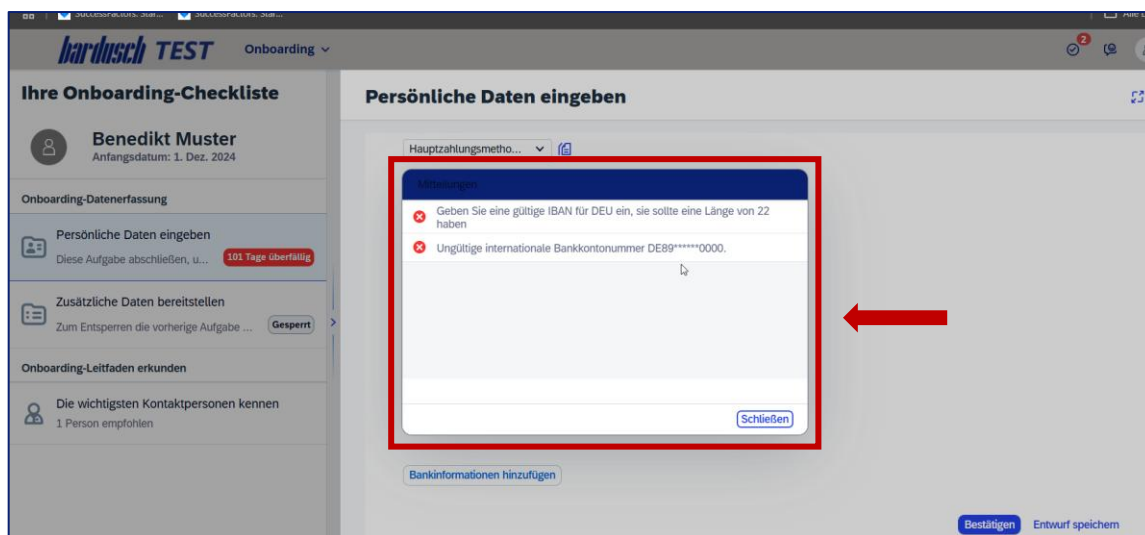 SuccessFactors: Star... SuccessFactors: Star...
hardusch TEST Onboarding
2
Ihre Onboarding-Checkliste
Benedikt Muster
Anfangsdatum: 1. Dez. 2024
Onboarding-Datenerfassung
Persönliche Daten eingeben
Diese Aufgabe abschließen, u... 101 Tage überfällig
Zusätzliche Daten bereitstellen
Zum Entsperren die vorherige Aufgabe ... Gesperrt
Onboarding-Leitfaden erkunden
Die wichtigsten Kontaktpersonen kennen
1 Person empfohlen
Persönliche Daten eingeben
Hauptzahlungsmetho...
Mitteilungen
Geben Sie eine gültige IBAN für DEU ein, sie sollte eine Länge von 22
haben
Ungültige internationale Bankkontonummer DE89******0000.
Schließen
Bankinformationen hinzufügen
Bestätigen Entwurf speichern